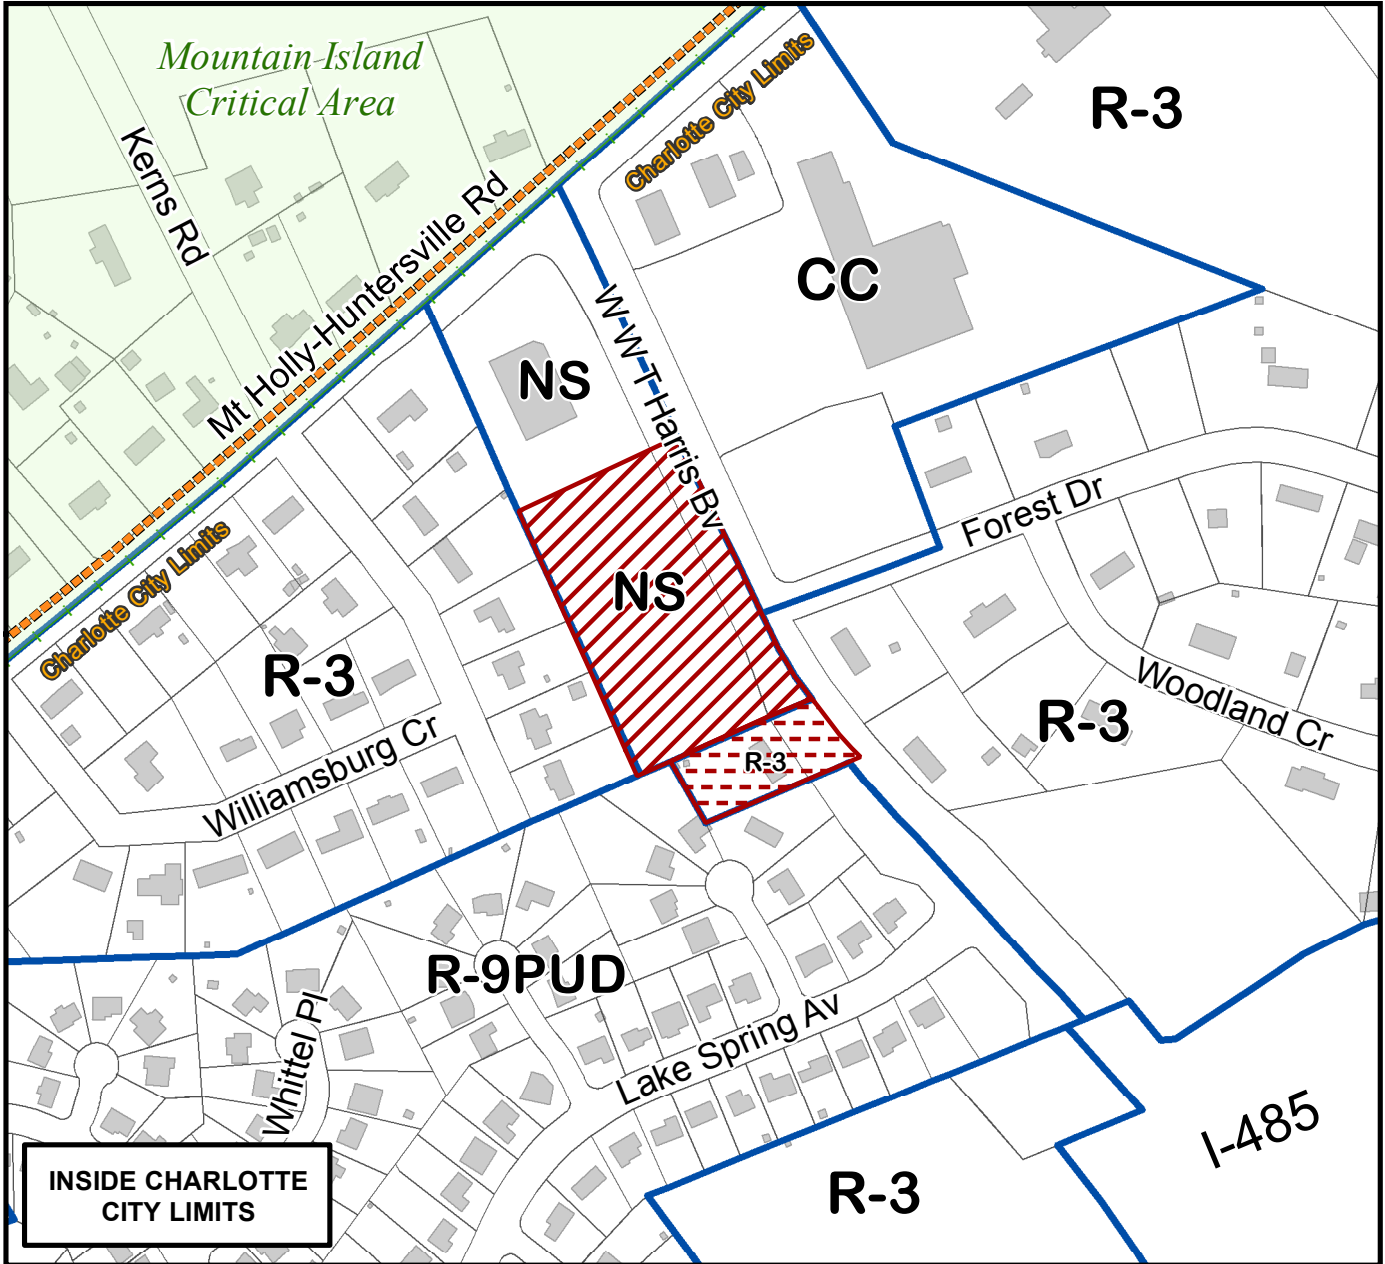 Mountain Island
Critical Area
Charlotte City Limits
R-3
Kerns Rd
Mt Holly-Huntersville Rd
CC
W W T Harris Bv
NS
Forest Dr
Charlotte City Limits
NS
R-3
Woodland Cr
R-3
Williamsburg Cr
R-3
R-9PUD
Whittel Pl
Lake Spring Av
I-485
R-3
INSIDE CHARLOTTE
CITY LIMITS